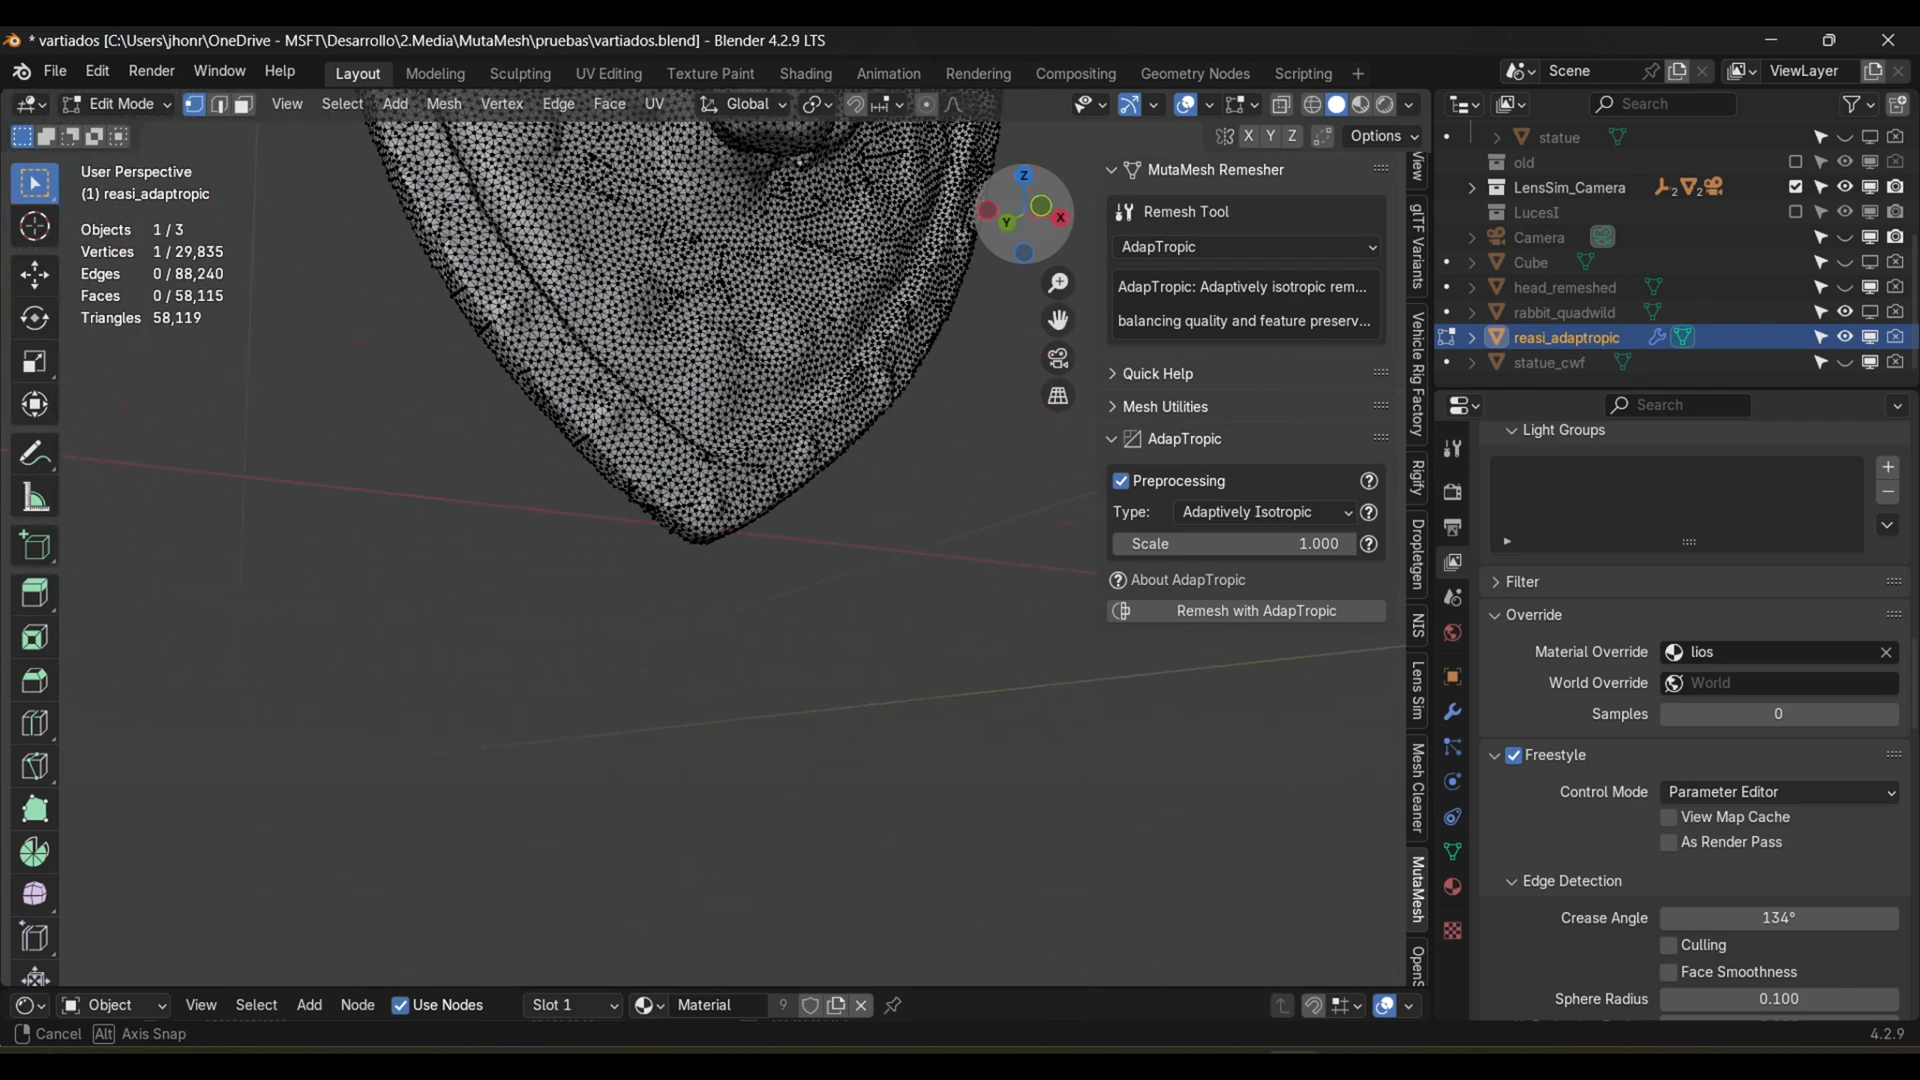 * vartiados [C:\Users\jhonr\OneDrive - MSFT\Desarrollo\2.Media\MutaMesh\pruebas\vartiados.blend] - Blender 4.2.9 LTS
File Edit Render Window Help
Layout Modeling Sculpting UV Editing Texture Paint Shading Animation Rendering Compositing Geometry Nodes Scripting
Scene
ViewLayer
Edit Mode
View Select Add Mesh Vertex Edge Face UV
Global
X Y Z
Options
Search
User Perspective
(1) reasi_adaptropic
Objects 1 / 3
Vertices 1 / 29,835
Edges 0 / 88,240
Faces 0 / 58,115
Triangles 58,119
Z
Y
X
MutaMesh Remesher
Remesh Tool
AdapTropic
AdapTropic: Adaptively isotropic rem...
balancing quality and feature preserv...
Quick Help
Mesh Utilities
AdapTropic
Preprocessing
Type: Adaptively Isotropic
Scale 1.000
About AdapTropic
Remesh with AdapTropic
View
glTF Variants
Vehicle Rig Factory
Rigify
Dropletgen
NIS
Lens Sim
Mesh Cleaner
MutaMesh
OpenS
statue
old
LensSim_Camera
2 2
LucesI
Camera
Cube
head_remeshed
rabbit_quadwild
reasi_adaptropic
statue_cwf
Search
Light Groups
Filter
Override
Material Override lios
World Override World
Samples 0
Freestyle
Control Mode Parameter Editor
View Map Cache
As Render Pass
Edge Detection
Crease Angle 134°
Culling
Face Smoothness
Sphere Radius 0.100
Object View Select Add Node Use Nodes Slot 1 Material 9
Cancel Alt Axis Snap
4.2.9